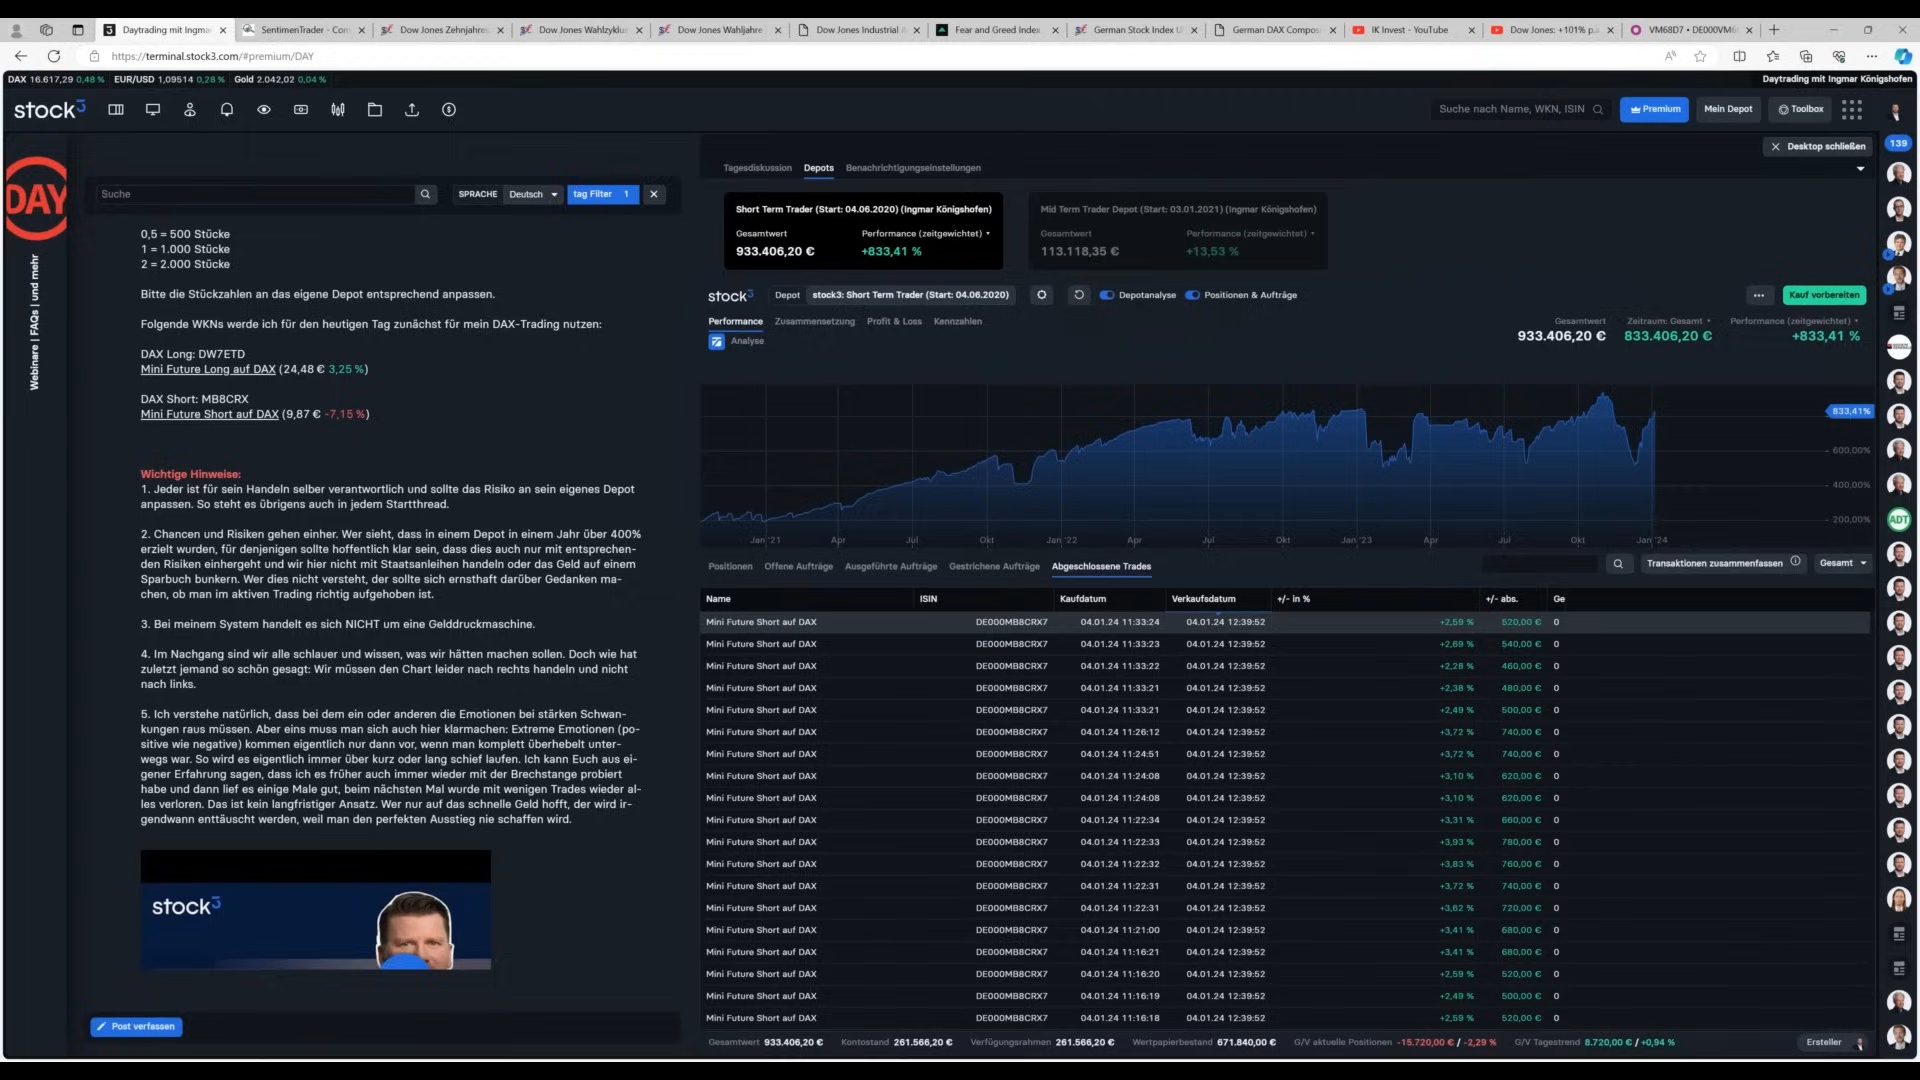 Daytrading mit Ingmar
SentimenTrader - Com
Dow Jones Zehnjahres
Dow Jones Wahlzyklus
Dow Jones Wahljahre
Dow Jones Industrial A
Fear and Greed Index
German Stock Index U
German DAX Compos
IK Invest - YouTube
Dow Jones: +101% p.a.
VM68D7 • DE000VM6
https://terminal.stock3.com/#premium/DAY
DAX 16.617,29 0,48 % EUR/USD 1,09514 0,28 % Gold 2.042,02 0,04 %
Daytrading mit Ingmar Königshofen
stock3
Suche nach Name, WKN, ISIN
Premium
Mein Depot
Toolbox
Desktop schließen
139
DAY
Webinare | FAQs | und mehr
Suche
SPRACHE Deutsch
tag Filter 1
0,5 = 500 Stücke
1 = 1.000 Stücke
2 = 2.000 Stücke
Bitte die Stückzahlen an das eigene Depot entsprechend anpassen.
Folgende WKNs werde ich für den heutigen Tag zunächst für mein DAX-Trading nutzen:
DAX Long: DW7ETD
Mini Future Long auf DAX (24,48 € 3,25 %)
DAX Short: MB8CRX
Mini Future Short auf DAX (9,87 € -7,15 %)
Wichtige Hinweise:
1. Jeder ist für sein Handeln selber verantwortlich und sollte das Risiko an sein eigenes Depot
anpassen. So steht es übrigens auch in jedem Startthread.
2. Chancen und Risiken gehen einher. Wer sieht, dass in einem Depot in einem Jahr über 400%
erzielt wurden, für denjenigen sollte hoffentlich klar sein, dass dies auch nur mit entsprechen-
den Risiken einhergeht und wir hier nicht mit Staatsanleihen handeln oder das Geld auf einem
Sparbuch bunkern. Wer dies nicht versteht, der sollte sich ernsthaft darüber Gedanken ma-
chen, ob man im aktiven Trading richtig aufgehoben ist.
3. Bei meinem System handelt es sich NICHT um eine Gelddruckmaschine.
4. Im Nachgang sind wir alle schlauer und wissen, was wir hätten machen sollen. Doch wie hat
zuletzt jemand so schön gesagt: Wir müssen den Chart leider nach rechts handeln und nicht
nach links.
5. Ich verstehe natürlich, dass bei dem ein oder anderen die Emotionen bei stärken Schwan-
kungen raus müssen. Aber eins muss man sich auch hier klarmachen: Extreme Emotionen (po-
sitive wie negative) kommen eigentlich nur dann vor, wenn man komplett überhebelt unter-
wegs war. So wird es eigentlich immer über kurz oder lang schief laufen. Ich kann Euch aus ei-
gener Erfahrung sagen, dass ich es früher auch immer wieder mit der Brechstange probiert
habe und dann lief es einige Male gut, beim nächsten Mal wurde mit wenigen Trades wieder al-
les verloren. Das ist kein langfristiger Ansatz. Wer nur auf das schnelle Geld hofft, der wird ir-
gendwann enttäuscht werden, weil man den perfekten Ausstieg nie schaffen wird.
stock3
Post verfassen
Tagesdiskussion Depots Benachrichtigungseinstellungen
Short Term Trader (Start: 04.06.2020) (Ingmar Königshofen)
Gesamtwert Performance (zeitgewichtet)
933.406,20 € +833,41 %
Mid Term Trader Depot (Start: 03.01.2021) (Ingmar Königshofen)
Gesamtwert Performance (zeitgewichtet)
113.118,35 € +13,53 %
stock3 Depot stock3: Short Term Trader (Start: 04.06.2020) Depotanalyse Positionen & Aufträge
Kauf vorbereiten
Performance Zusammensetzung Profit & Loss Kennzahlen
Analyse
Gesamtwert Zeitraum: Gesamt Performance (zeitgewichtet)
933.406,20 € 833.406,20 € +833,41 %
833,41%
600,00%
400,00%
200,00%
Jan '21 Apr Jul Okt Jan '22 Apr Jul Okt Jan '23 Apr Jul Okt Jan '24
Positionen Offene Aufträge Ausgeführte Aufträge Gestrichene Aufträge Abgeschlossene Trades
Transaktionen zusammenfassen Gesamt
Name ISIN Kaufdatum Verkaufsdatum +/- in % +/- abs. Ge
Mini Future Short auf DAX DE000MB8CRX7 04.01.24 11:33:24 04.01.24 12:39:52 +2,59 % 520,00 € 0
Mini Future Short auf DAX DE000MB8CRX7 04.01.24 11:33:23 04.01.24 12:39:52 +2,69 % 540,00 € 0
Mini Future Short auf DAX DE000MB8CRX7 04.01.24 11:33:22 04.01.24 12:39:52 +2,28 % 460,00 € 0
Mini Future Short auf DAX DE000MB8CRX7 04.01.24 11:33:21 04.01.24 12:39:52 +2,38 % 480,00 € 0
Mini Future Short auf DAX DE000MB8CRX7 04.01.24 11:33:21 04.01.24 12:39:52 +2,49 % 500,00 € 0
Mini Future Short auf DAX DE000MB8CRX7 04.01.24 11:26:12 04.01.24 12:39:52 +3,72 % 740,00 € 0
Mini Future Short auf DAX DE000MB8CRX7 04.01.24 11:24:51 04.01.24 12:39:52 +3,72 % 740,00 € 0
Mini Future Short auf DAX DE000MB8CRX7 04.01.24 11:24:08 04.01.24 12:39:52 +3,10 % 620,00 € 0
Mini Future Short auf DAX DE000MB8CRX7 04.01.24 11:24:08 04.01.24 12:39:52 +3,10 % 620,00 € 0
Mini Future Short auf DAX DE000MB8CRX7 04.01.24 11:22:34 04.01.24 12:39:52 +3,31 % 660,00 € 0
Mini Future Short auf DAX DE000MB8CRX7 04.01.24 11:22:33 04.01.24 12:39:52 +3,93 % 780,00 € 0
Mini Future Short auf DAX DE000MB8CRX7 04.01.24 11:22:32 04.01.24 12:39:52 +3,83 % 760,00 € 0
Mini Future Short auf DAX DE000MB8CRX7 04.01.24 11:22:31 04.01.24 12:39:52 +3,72 % 740,00 € 0
Mini Future Short auf DAX DE000MB8CRX7 04.01.24 11:22:31 04.01.24 12:39:52 +3,62 % 720,00 € 0
Mini Future Short auf DAX DE000MB8CRX7 04.01.24 11:21:00 04.01.24 12:39:52 +3,41 % 680,00 € 0
Mini Future Short auf DAX DE000MB8CRX7 04.01.24 11:16:21 04.01.24 12:39:52 +3,41 % 680,00 € 0
Mini Future Short auf DAX DE000MB8CRX7 04.01.24 11:16:20 04.01.24 12:39:52 +2,59 % 520,00 € 0
Mini Future Short auf DAX DE000MB8CRX7 04.01.24 11:16:19 04.01.24 12:39:52 +2,49 % 500,00 € 0
Mini Future Short auf DAX DE000MB8CRX7 04.01.24 11:16:18 04.01.24 12:39:52 +2,59 % 520,00 € 0
Gesamtwert 933.406,20 € Kontostand 261.566,20 € Verfügungsrahmen 261.566,20 € Wertpapierbestand 671.840,00 € G/V aktuelle Positionen -15.720,00 € / -2,29 % G/V Tagestrend 8.720,00 € / +0,94 %
Ersteller
ADT